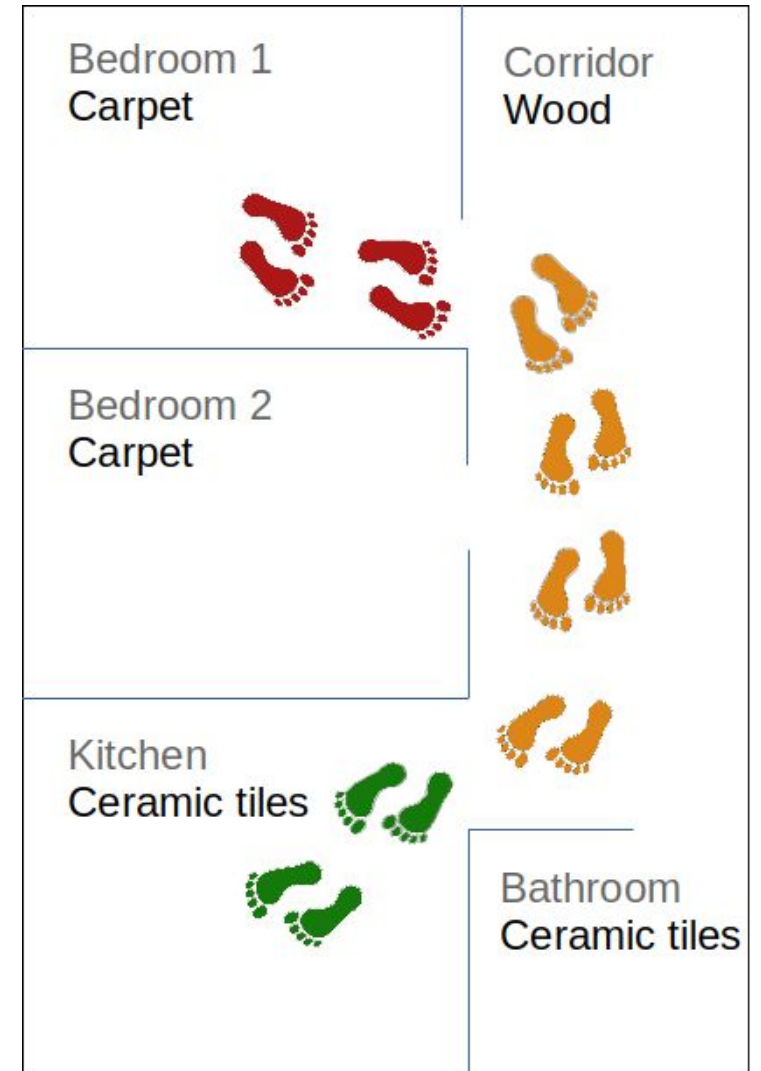 Bedroom 1
Carpet
Corridor
Wood
Bedroom 2
Carpet
Kitchen
Ceramic tiles
Bathroom
Ceramic tiles